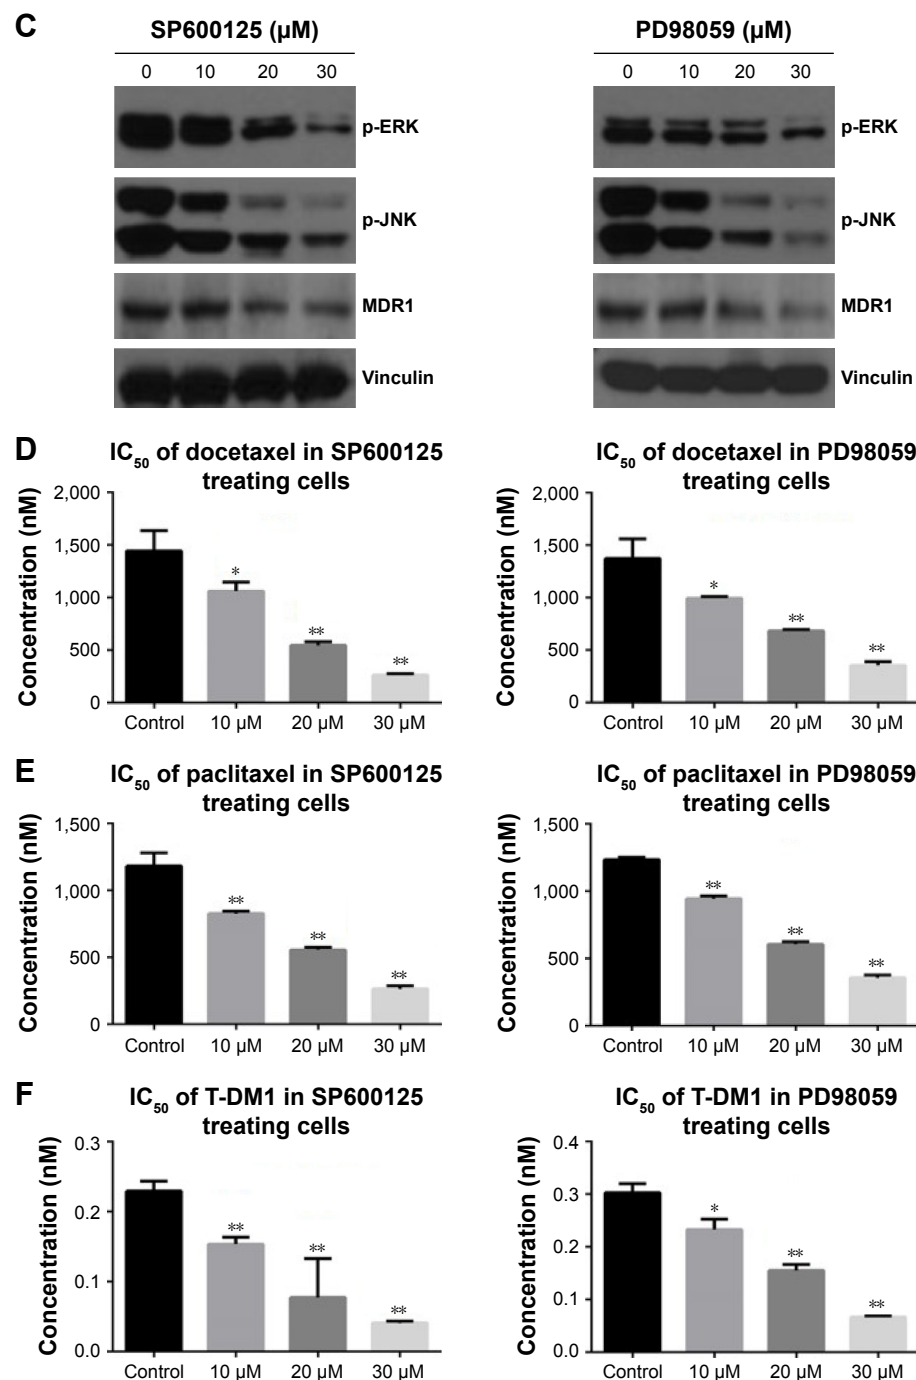 C
SP600125 (µM)
0 10 20 30
p-ERK
p-JNK
MDR1
Vinculin
PD98059 (µM)
0 10 20 30
p-ERK
p-JNK
MDR1
Vinculin
D
IC50 of docetaxel in SP600125
treating cells
Concentration (nM)
2,000
1,500
1,000
500
0
*
**
**
Control 10 µM 20 µM 30 µM
IC50 of docetaxel in PD98059
treating cells
Concentration (nM)
2,000
1,500
1,000
500
0
*
**
**
Control 10 µM 20 µM 30 µM
E
IC50 of paclitaxel in SP600125
treating cells
Concentration (nM)
1,500
1,000
500
0
**
**
**
Control 10 µM 20 µM 30 µM
IC50 of paclitaxel in PD98059
treating cells
Concentration (nM)
1,500
1,000
500
0
**
**
**
Control 10 µM 20 µM 30 µM
F
IC50 of T-DM1 in SP600125
treating cells
Concentration (nM)
0.3
0.2
0.1
0.0
**
**
**
Control 10 µM 20 µM 30 µM
IC50 of T-DM1 in PD98059
treating cells
Concentration (nM)
0.4
0.3
0.2
0.1
0.0
*
**
**
Control 10 µM 20 µM 30 µM